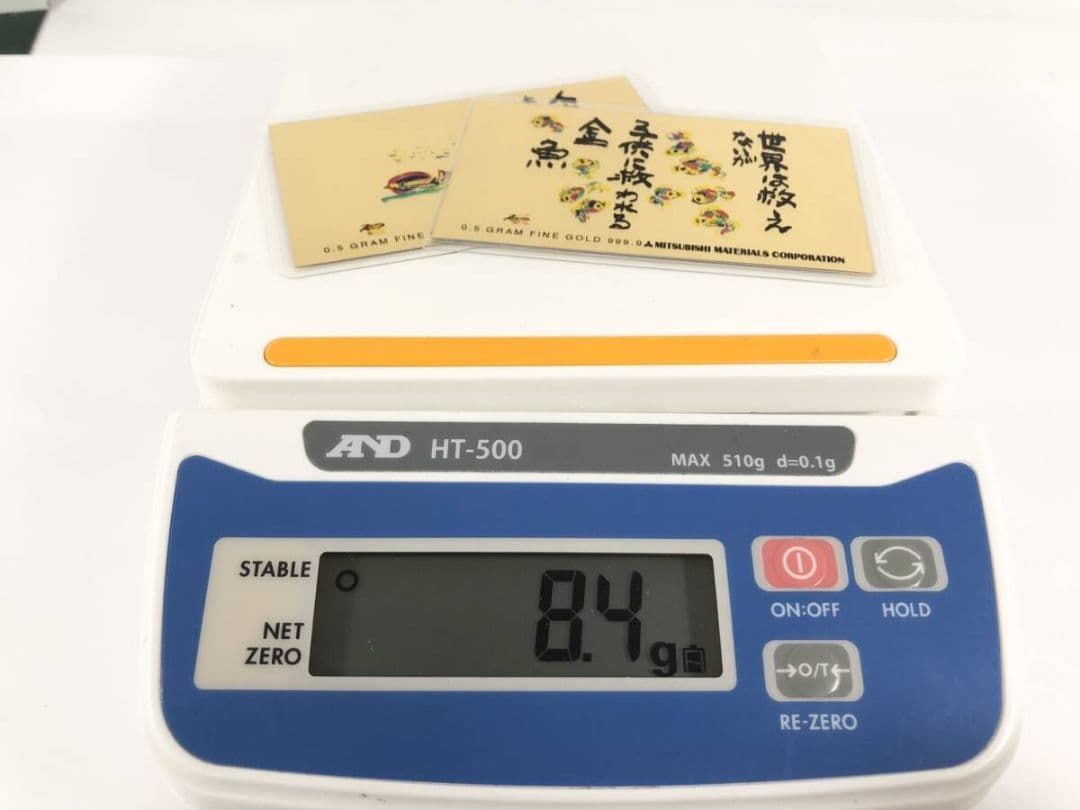 世界は救え
ないが
子供に救われる
金
魚
0.5 GRAM FINE GOLD 999.9
MITSUBISHI MATERIALS CORPORATION
0.5 GRAM FINE
AND HT-500
MAX 510g d=0.1g
STABLE
NET
ZERO
8.4g
ON:OFF
HOLD
→O/T←
RE-ZERO